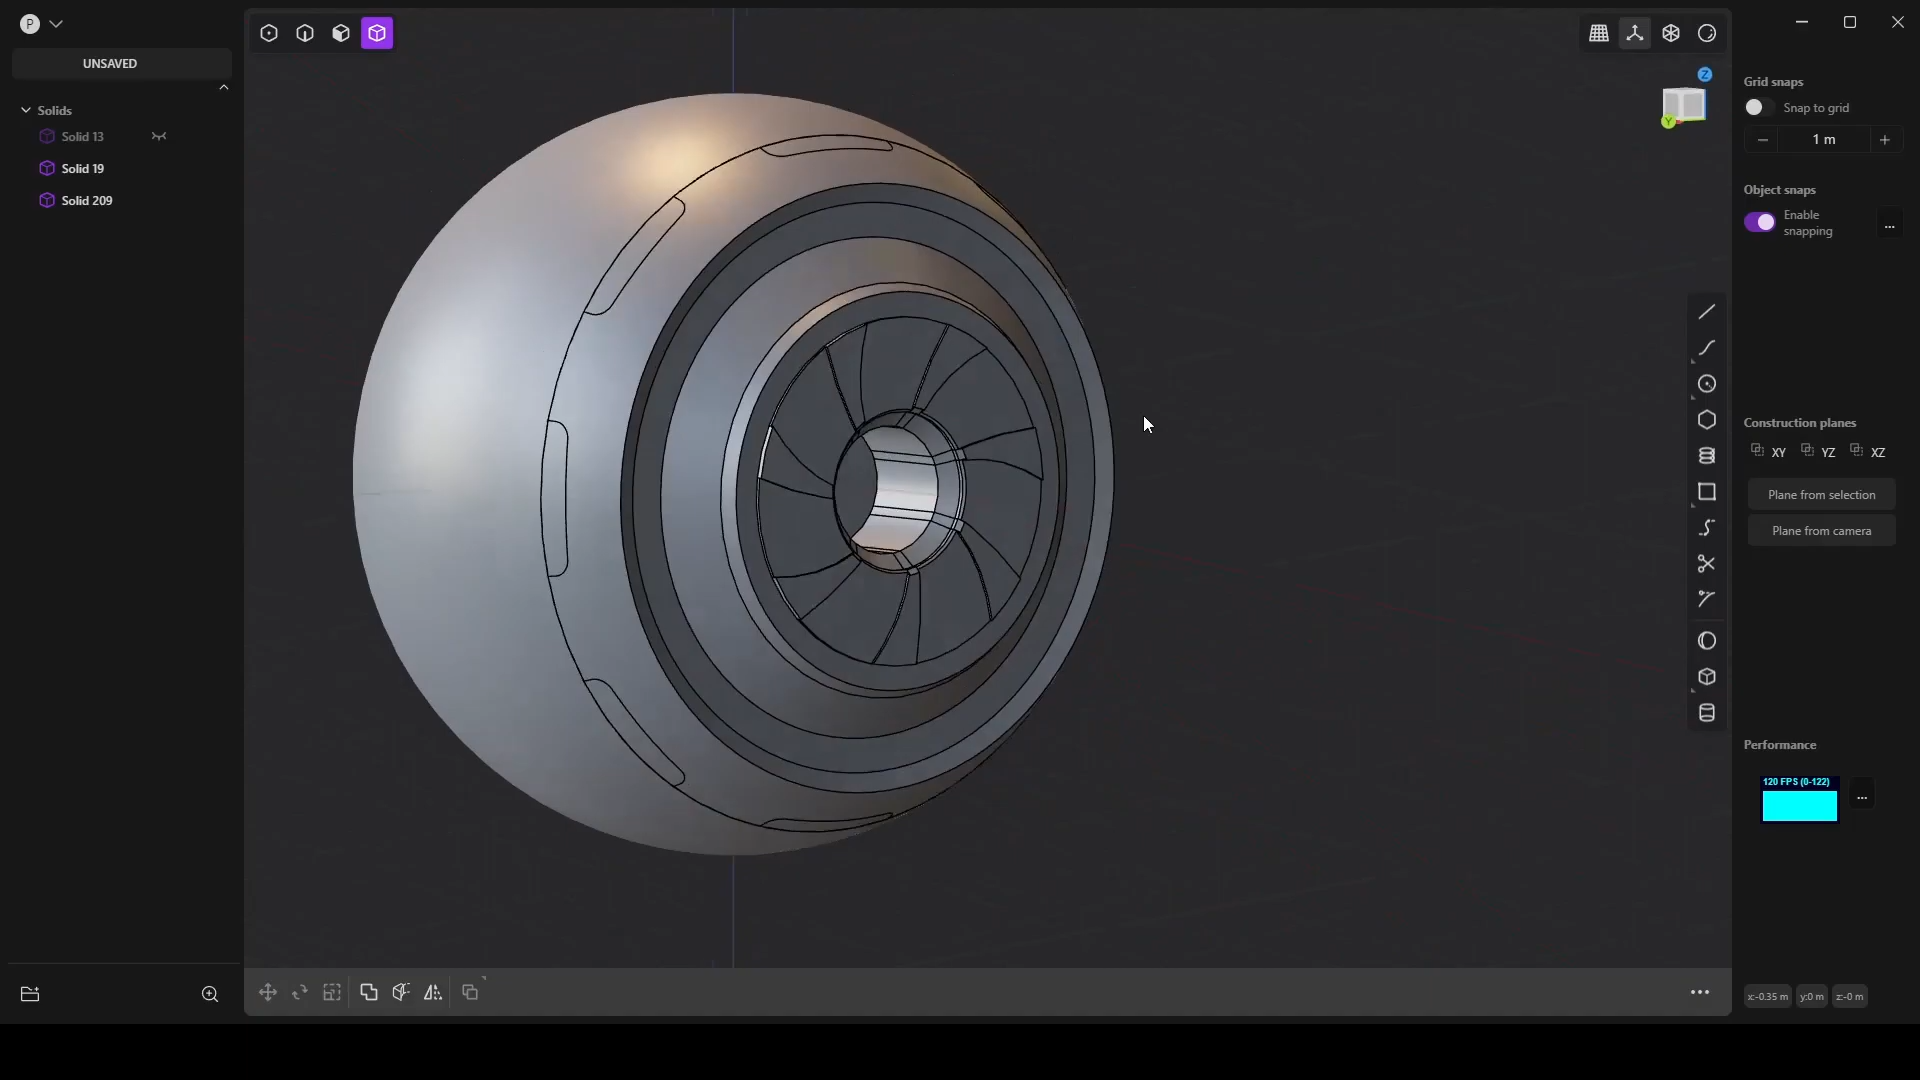 P
UNSAVED
Solids
Solid 13
Solid 19
Solid 209
Z
Y
Grid snaps
Snap to grid
1 m
Object snaps
Enable
snapping
...
Construction planes
XY YZ XZ
Plane from selection
Plane from camera
Performance
120 FPS (0-122)
...
x:-0.35 m y:0 m z:-0 m